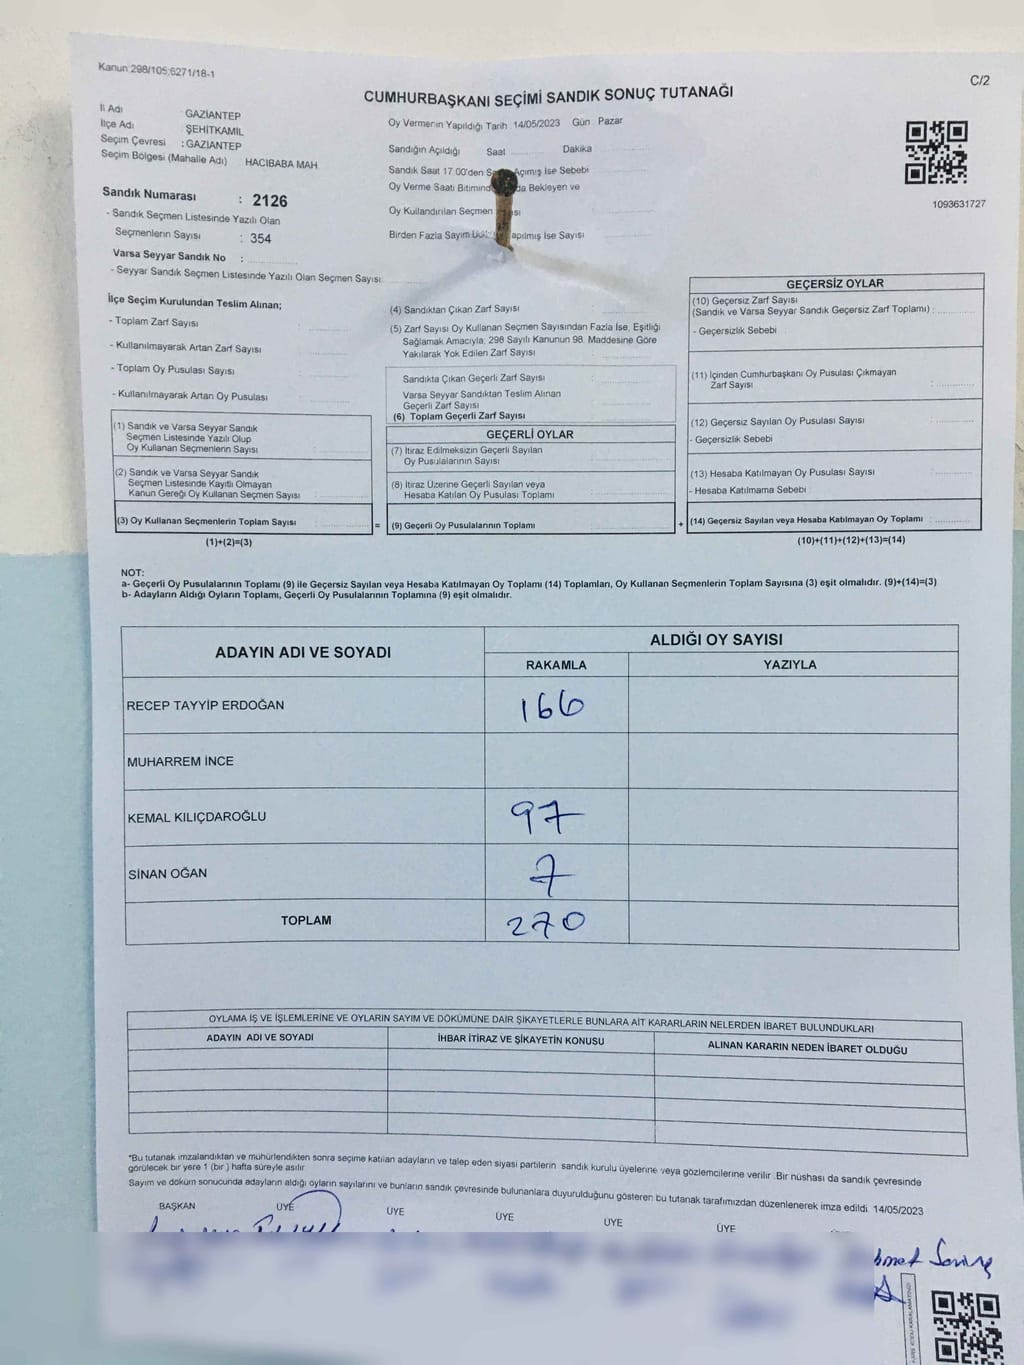 Kanun:298/105;6271/18-1
C/2
CUMHURBAŞKANI SEÇİMİ SANDIK SONUÇ TUTANAĞI
İl Adı GAZİANTEP
İlçe Adı ŞEHİTKAMİL
Seçim Çevresi : GAZİANTEP
Seçim Bölgesi (Mahalle Adı) HACIBABA MAH.
Sandık Numarası : 2126
- Sandık Seçmen Listesinde Yazılı Olan
Seçmenlerin Sayısı : 354
Varsa Seyyar Sandık No :
- Seyyar Sandık Seçmen Listesinde Yazılı Olan Seçmen Sayısı
Oy Vermenin Yapıldığı Tarih 14/05/2023 Gün Pazar
Sandığın Açıldığı Saat Dakika
Sandık Saat 17.00'den Açımış İse Sebebi
Oy Verme Saati Bitiminde Bekleyen ve
Oy Kullandırılan Seçmen
Birden Fazla Sayım İse Sayısı
1093631727
İlçe Seçim Kurulundan Teslim Alınan;
- Toplam Zarf Sayısı
- Kullanılmayarak Artan Zarf Sayısı
- Toplam Oy Pusulası Sayısı
- Kullanılmayarak Artan Oy Pusulası
(1) Sandık ve Varsa Seyyar Sandık
Seçmen Listesinde Yazılı Olup
Oy Kullanan Seçmenlerin Sayısı
(2) Sandık ve Varsa Seyyar Sandık
Seçmen Listesinde Kayıtlı Olmayan
Kanun Gereği Oy Kullanan Seçmen Sayısı
(3) Oy Kullanan Seçmenlerin Toplam Sayısı
(1)+(2)=(3)
(4) Sandıktan Çıkan Zarf Sayısı
(5) Zarf Sayısı Oy Kullanan Seçmen Sayısından Fazla İse, Eşitliği
Sağlamak Amacıyla, 298 Sayılı Kanunun 98. Maddesine Göre
Yakılarak Yok Edilen Zarf Sayısı
Sandıkta Çıkan Geçerli Zarf Sayısı
Varsa Seyyar Sandıktan Teslim Alınan
Geçerli Zarf Sayısı
(6) Toplam Geçerli Zarf Sayısı
GEÇERLİ OYLAR
(7) İtiraz Edilmeksizin Geçerli Sayılan
Oy Pusulalarının Sayısı
(8) İtiraz Üzerine Geçerli Sayılan veya
Hesaba Katılan Oy Pusulası Toplamı
= (9) Geçerli Oy Pusulalarının Toplamı
GEÇERSİZ OYLAR
(10) Geçersiz Zarf Sayısı
(Sandık ve Varsa Seyyar Sandık Geçersiz Zarf Toplamı) :
- Geçersizlik Sebebi
(11) İçinden Cumhurbaşkanı Oy Pusulası Çıkmayan
Zarf Sayısı
(12) Geçersiz Sayılan Oy Pusulası Sayısı
- Geçersizlik Sebebi
(13) Hesaba Katılmayan Oy Pusulası Sayısı
- Hesaba Katılmama Sebebi
+ (14) Geçersiz Sayılan veya Hesaba Katılmayan Oy Toplamı
(10)+(11)+(12)+(13)=(14)
NOT:
a- Geçerli Oy Pusulalarının Toplamı (9) ile Geçersiz Sayılan veya Hesaba Katılmayan Oy Toplamı (14) Toplamları, Oy Kullanan Seçmenlerin Toplam Sayısına (3) eşit olmalıdır. (9)+(14)=(3)
b- Adayların Aldığı Oyların Toplamı, Geçerli Oy Pusulalarının Toplamına (9) eşit olmalıdır.
ADAYIN ADI VE SOYADI
ALDIĞI OY SAYISI
RAKAMLA YAZIYLA
RECEP TAYYİP ERDOĞAN 166
MUHARREM İNCE
KEMAL KILIÇDAROĞLU 97
SİNAN OĞAN 7
TOPLAM 270
OYLAMA İŞ VE İŞLEMLERİNE VE OYLARIN SAYIM VE DÖKÜMÜNE DAİR ŞİKAYETLERLE BUNLARA AİT KARARLARIN NELERDEN İBARET BULUNDUKLARI
ADAYIN ADI VE SOYADI İHBAR İTİRAZ VE ŞİKAYETİN KONUSU ALINAN KARARIN NEDEN İBARET OLDUĞU
*Bu tutanak imzalandıktan ve mühürlendikten sonra seçime katılan adayların ve talep eden siyasi partilerin sandık kurulu üyelerine veya gözlemcilerine verilir. Bir nüshası da sandık çevresinde
görülecek bir yere 1 (bir) hafta süreyle asılır.
Sayım ve döküm sonucunda adayların aldığı oyların sayılarını ve bunların sandık çevresinde bulunanlara duyurulduğunu gösteren bu tutanak tarafımızdan düzenlenerek imza edildi. 14/05/2023
BAŞKAN ÜYE ÜYE ÜYE ÜYE ÜYE